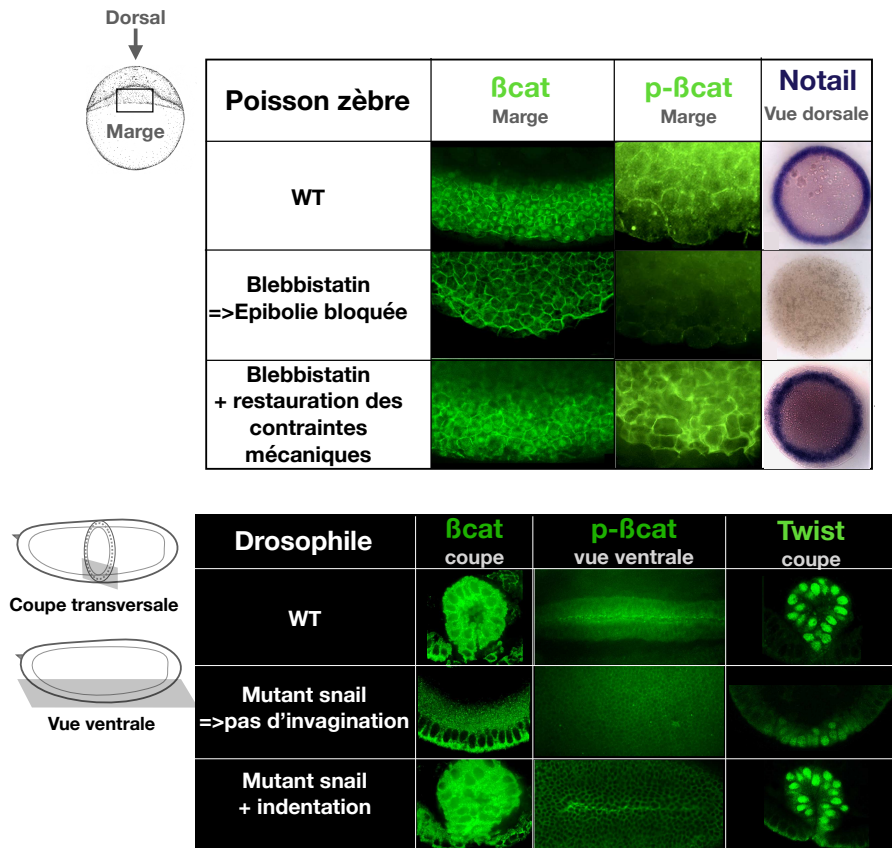 Dorsal
Marge
Poisson zèbre
ßcat
Marge
p-ßcat
Marge
Notail
Vue dorsale
WT
Blebbistatin
=>Epibolie bloquée
Blebbistatin
+ restauration des
contraintes
mécaniques
Coupe transversale
Vue ventrale
Drosophile
ßcat
coupe
p-ßcat
vue ventrale
Twist
coupe
WT
Mutant snail
=>pas d'invagination
Mutant snail
+ indentation